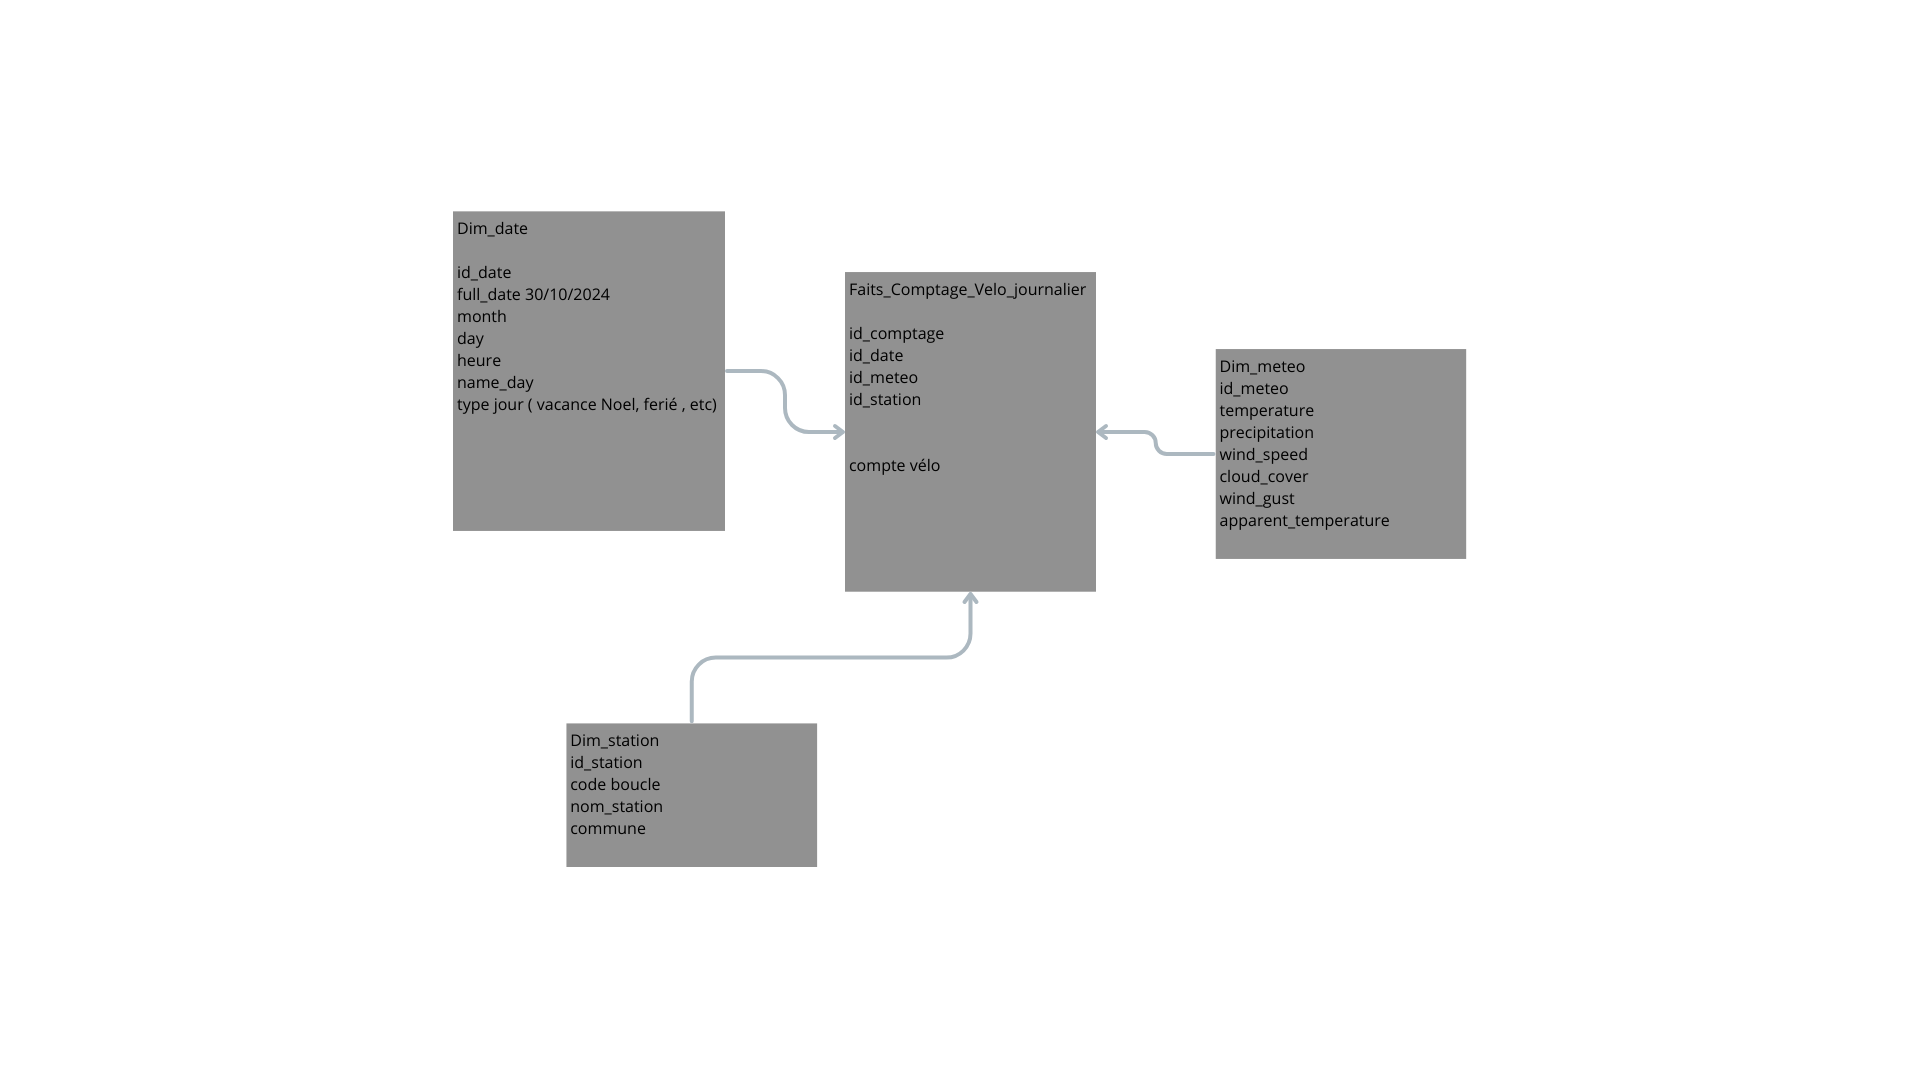 Dim_date
id_date
full_date 30/10/2024
month
day
heure
name_day
type jour ( vacance Noel, ferié , etc)
Faits_Comptage_Velo_journalier
id_comptage
id_date
id_meteo
id_station
compte vélo
Dim_meteo
id_meteo
temperature
precipitation
wind_speed
cloud_cover
wind_gust
apparent_temperature
Dim_station
id_station
code boucle
nom_station
commune